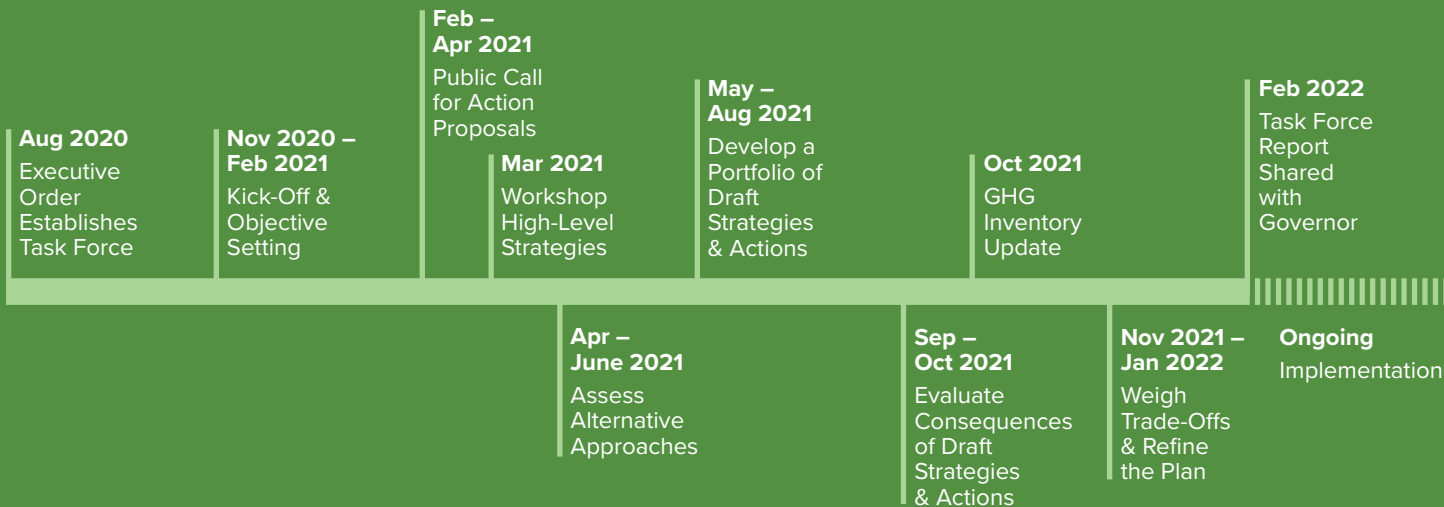 Aug 2020
Executive
Order
Establishes
Task Force
Nov 2020 –
Feb 2021
Kick-Off &
Objective
Setting
Feb –
Apr 2021
Public Call
for Action
Proposals
Mar 2021
Workshop
High-Level
Strategies
Apr –
June 2021
Assess
Alternative
Approaches
May –
Aug 2021
Develop a
Portfolio of
Draft
Strategies
& Actions
Sep –
Oct 2021
Evaluate
Consequences
of Draft
Strategies
& Actions
Oct 2021
GHG
Inventory
Update
Nov 2021 –
Jan 2022
Weigh
Trade-Offs
& Refine
the Plan
Feb 2022
Task Force
Report
Shared
with
Governor
Ongoing
Implementation